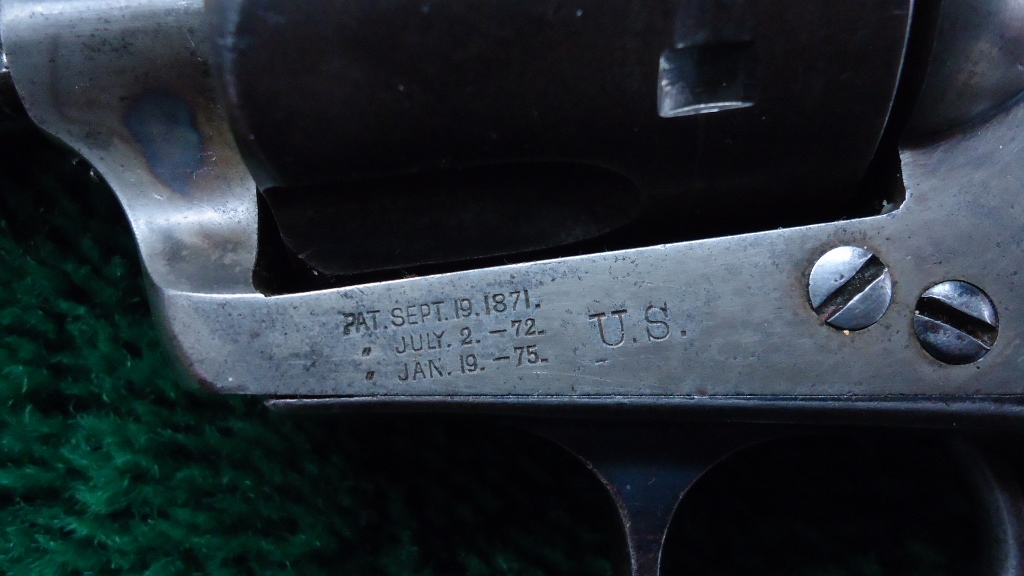 PAT. SEPT. 19. 1871.
" JULY. 2. -72.
" JAN. 19. -75.
U.S.